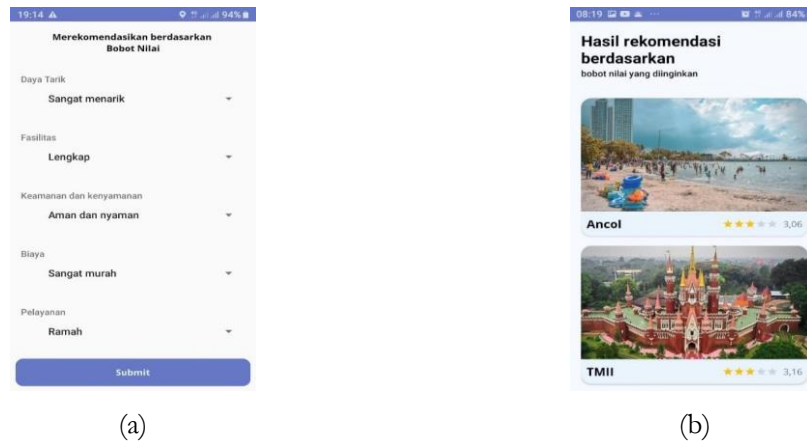 19:14 94%
Merekomendasikan berdasarkan
Bobot Nilai
Daya Tarik
Sangat menarik
Fasilitas
Lengkap
Keamanan dan kenyamanan
Aman dan nyaman
Biaya
Sangat murah
Pelayanan
Ramah
Submit
(a)
08:19 84%
Hasil rekomendasi
berdasarkan
bobot nilai yang diinginkan
Ancol 3,06
TMII 3,16
(b)